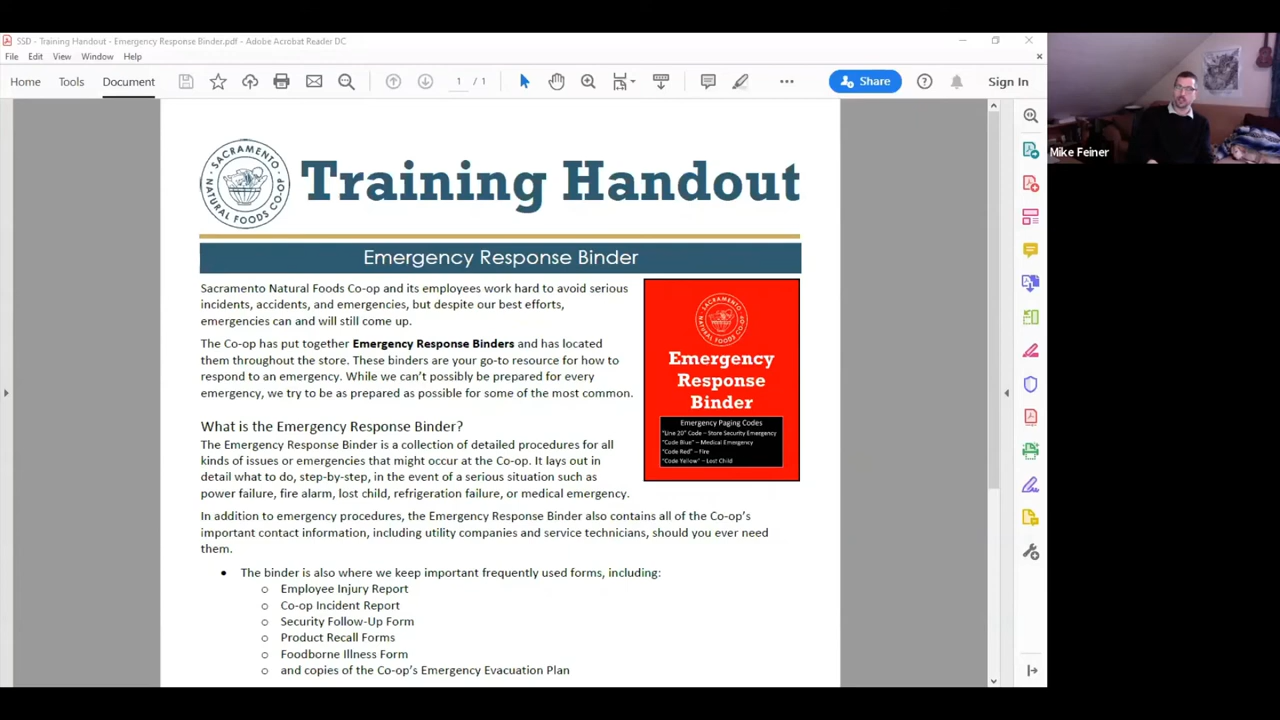 SSD - Training Handout - Emergency Response Binder.pdf - Adobe Acrobat Reader DC
File Edit View Window Help
Home Tools Document 1 / 1 Share Sign In
Mike Feiner
SACRAMENTO NATURAL FOODS CO-OP
Training Handout
Emergency Response Binder
Sacramento Natural Foods Co-op and its employees work hard to avoid serious
incidents, accidents, and emergencies, but despite our best efforts,
emergencies can and will still come up.
The Co-op has put together Emergency Response Binders and has located
them throughout the store. These binders are your go-to resource for how to
respond to an emergency. While we can't possibly be prepared for every
emergency, we try to be as prepared as possible for some of the most common.
SACRAMENTO NATURAL FOODS CO-OP
Emergency
Response
Binder
Emergency Paging Codes
"Line 20" Code – Store Security Emergency
"Code Blue" – Medical Emergency
"Code Red" – Fire
"Code Yellow" – Lost Child
What is the Emergency Response Binder?
The Emergency Response Binder is a collection of detailed procedures for all
kinds of issues or emergencies that might occur at the Co-op. It lays out in
detail what to do, step-by-step, in the event of a serious situation such as
power failure, fire alarm, lost child, refrigeration failure, or medical emergency.
In addition to emergency procedures, the Emergency Response Binder also contains all of the Co-op's
important contact information, including utility companies and service technicians, should you ever need
them.
• The binder is also where we keep important frequently used forms, including:
o Employee Injury Report
o Co-op Incident Report
o Security Follow-Up Form
o Product Recall Forms
o Foodborne Illness Form
o and copies of the Co-op's Emergency Evacuation Plan